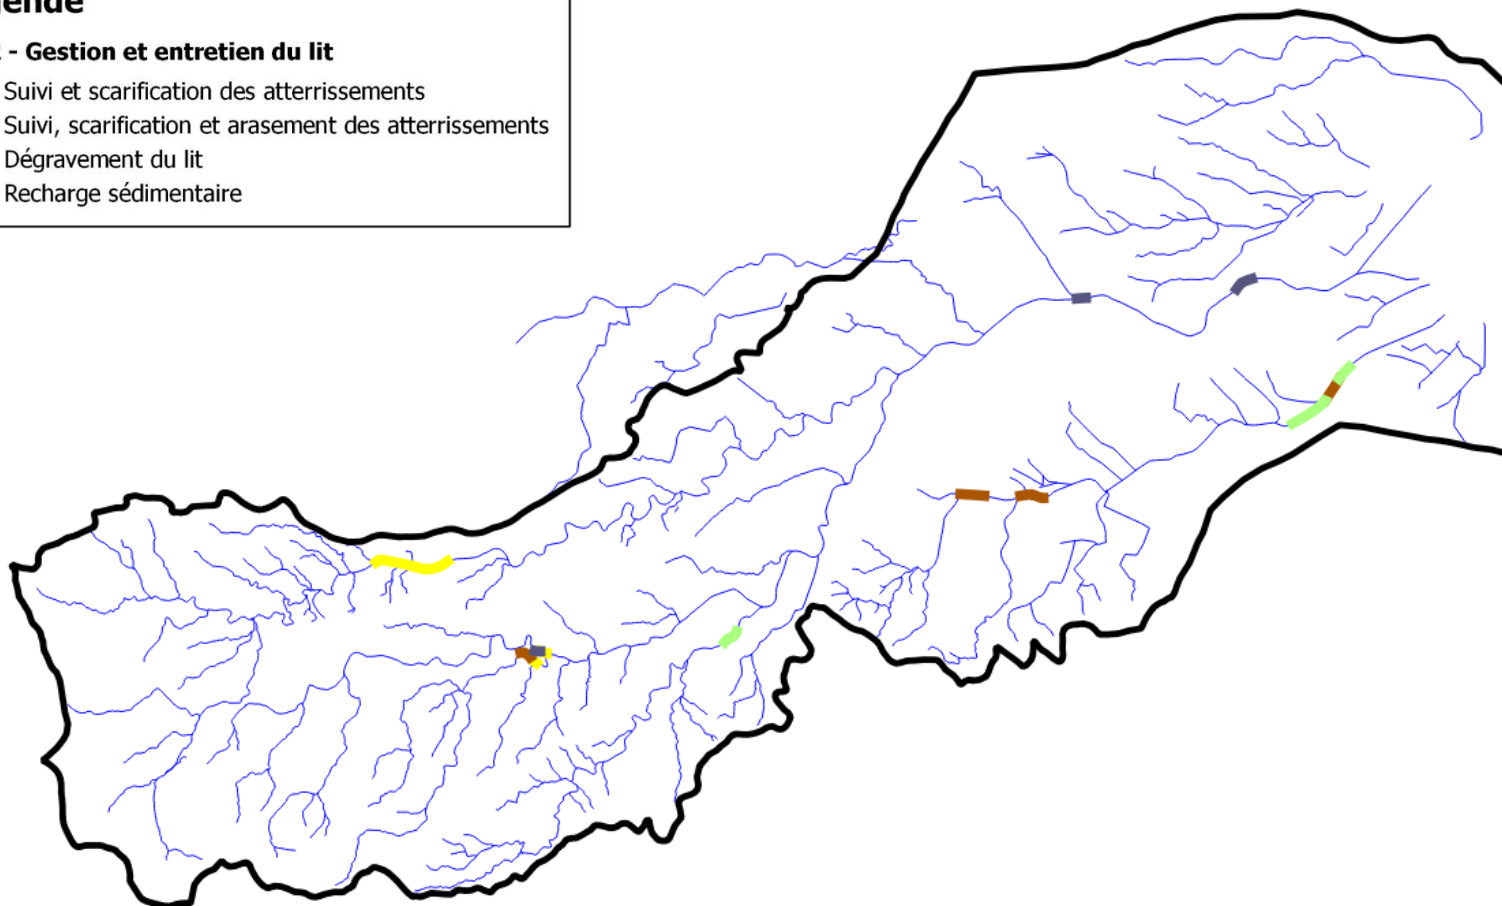 - Gestion et entretien du lit
Suivi et scarification des atterrissements
Suivi, scarification et arasement des atterrissements
Dégravement du lit
Recharge sédimentaire